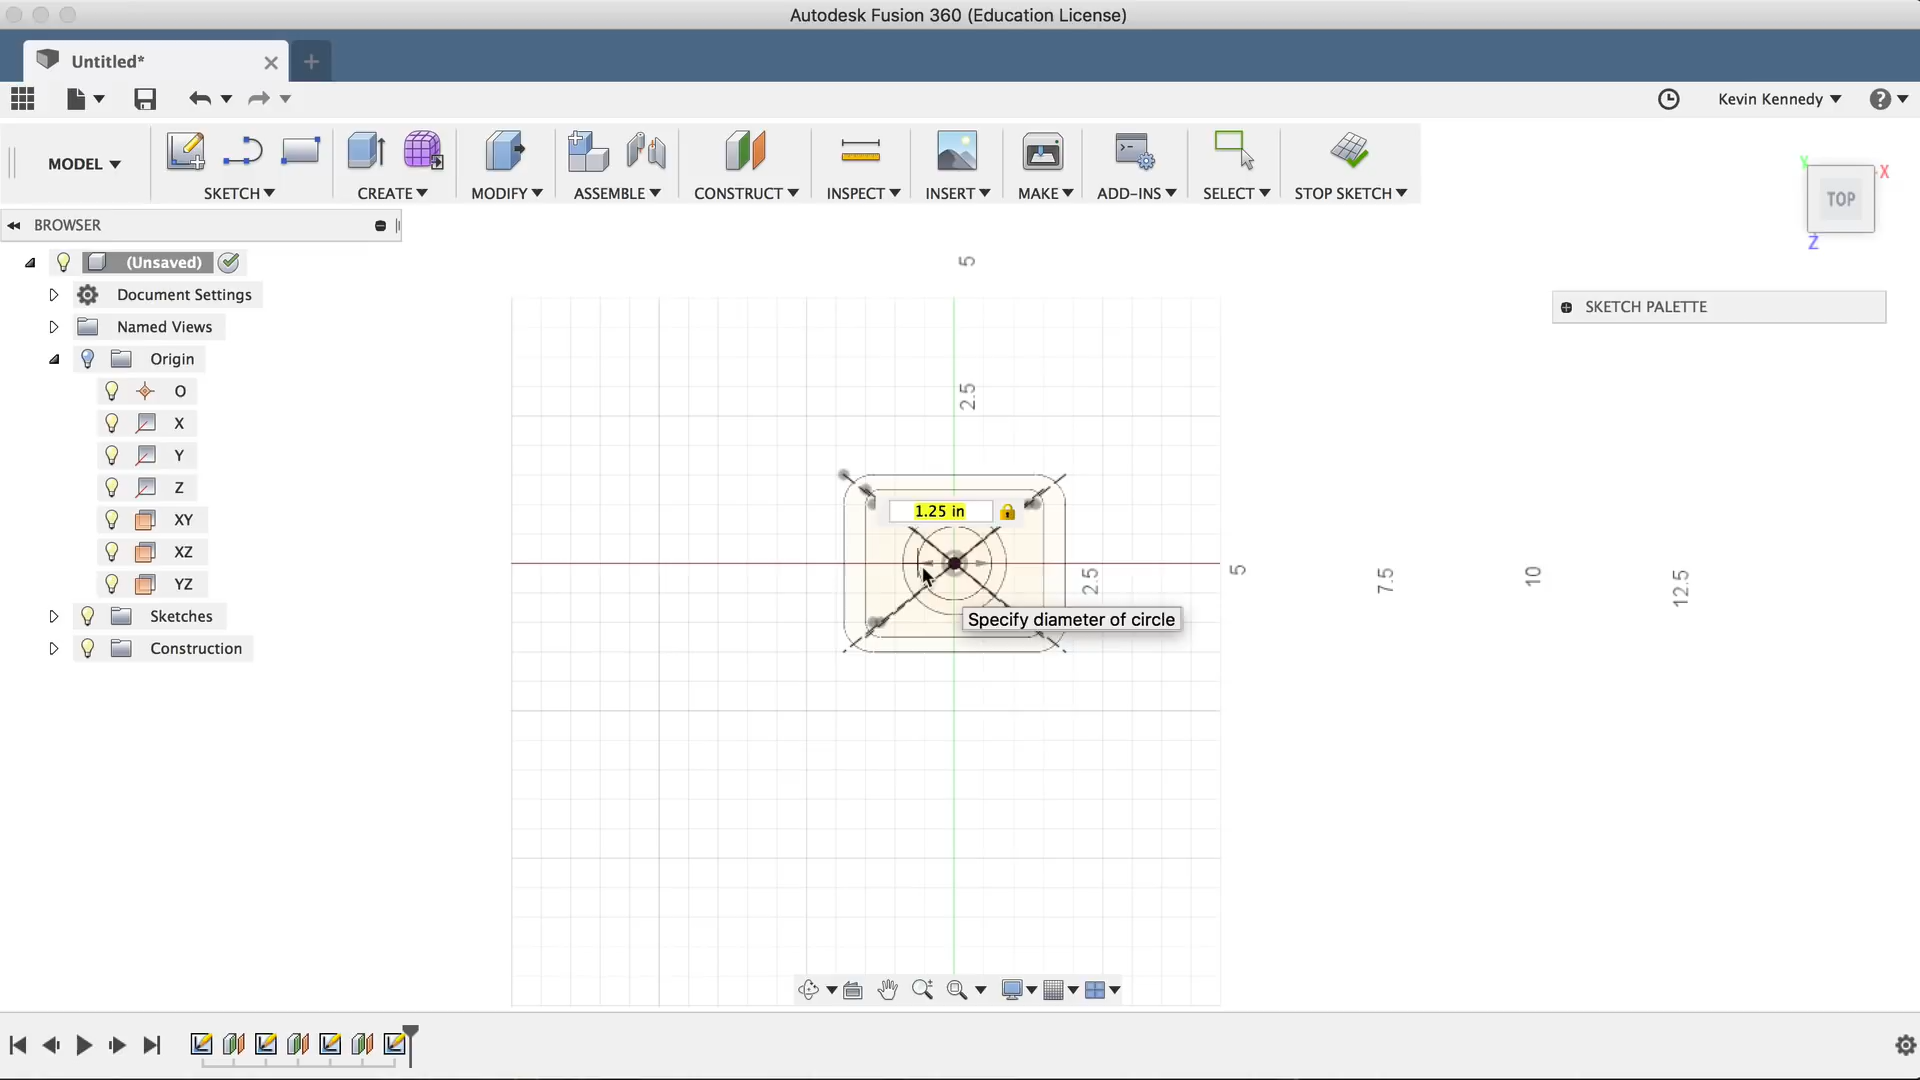 Autodesk Fusion 360 (Education License)
Untitled*
Kevin Kennedy
MODEL
SKETCH
CREATE
MODIFY
ASSEMBLE
CONSTRUCT
INSPECT
INSERT
MAKE
ADD-INS
SELECT
STOP SKETCH
Y
X
TOP
Z
BROWSER
(Unsaved)
Document Settings
Named Views
Origin
O
X
Y
Z
XY
XZ
YZ
Sketches
Construction
SKETCH PALETTE
5
2.5
1.25 in
2.5
5
7.5
10
12.5
Specify diameter of circle